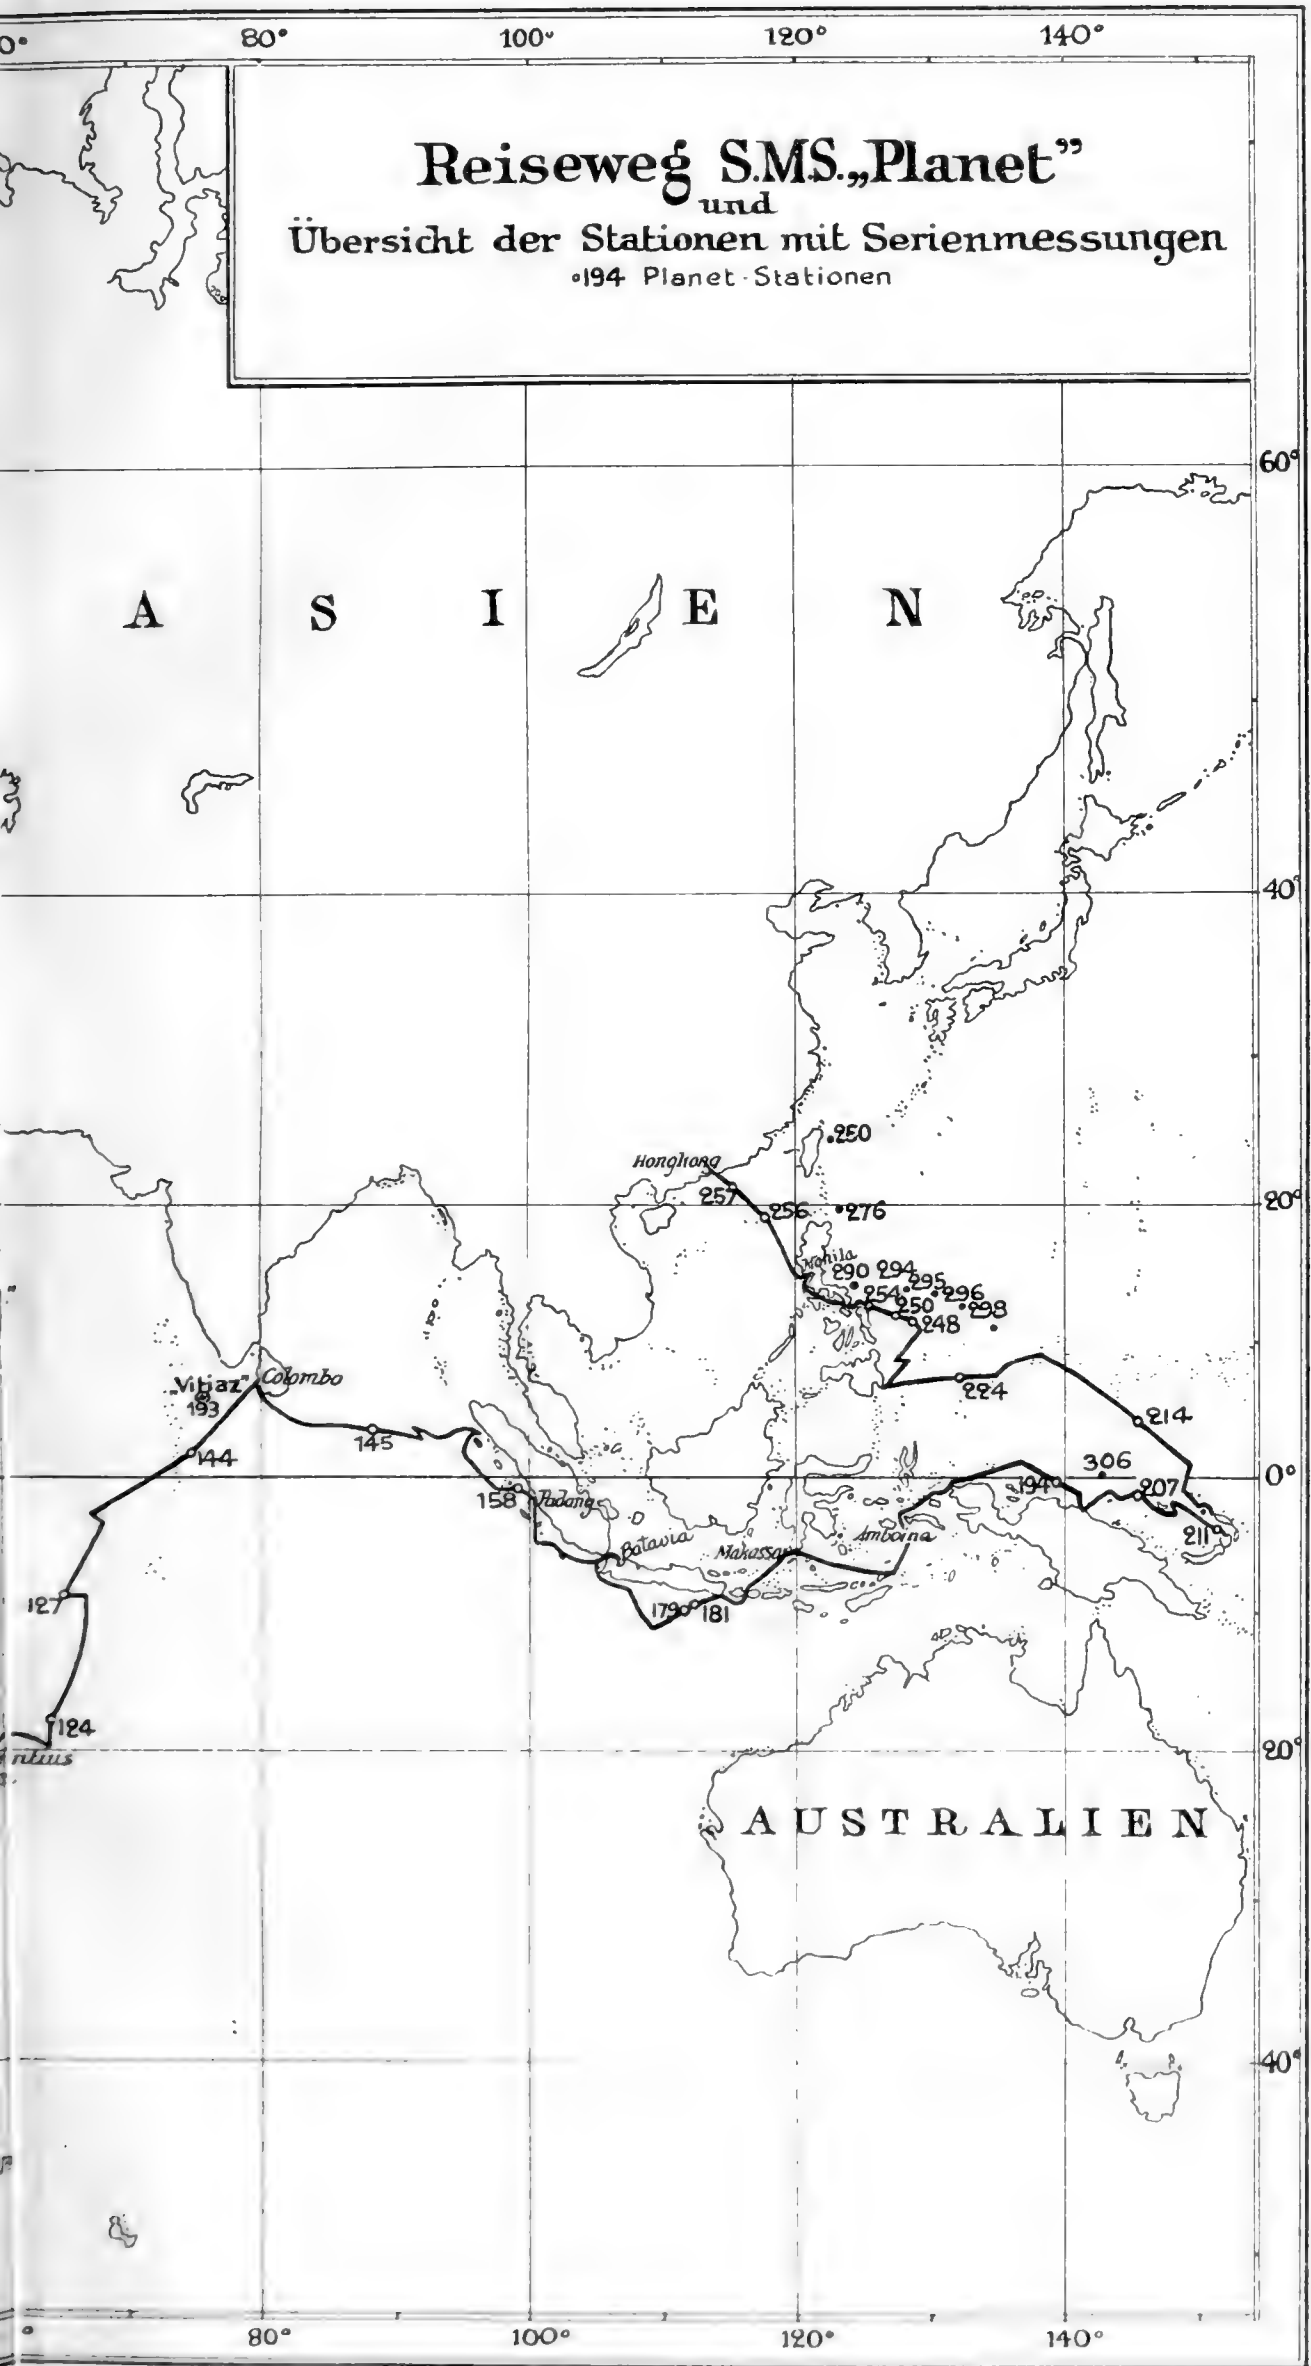 0°
80°
100°
120°
140°
Reiseweg S.M.S. „Planet”
und
Übersicht der Stationen mit Serienmessungen
°194 Planet-Stationen
60°
A S I E N
40°
250
Hongkong
257
256
276
20°
Manila
290
294
295
296
298
254
250
248
„Vitjaz”
193
Colombo
224
214
144
145
306
0°
158
Padang
194
207
211
Batavia
Makassar
Amboina
127
179
181
124
ritius
20°
AUSTRALIEN
40°
80°
100°
120°
140°